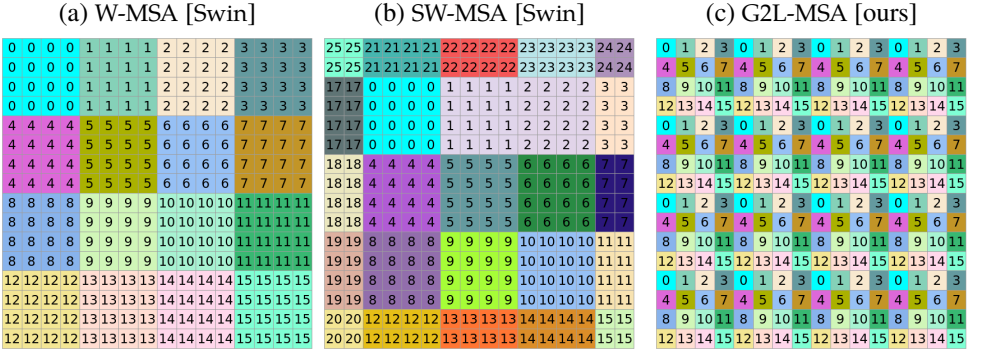 (a) W-MSA [Swin]
0 0 0 0 1 1 1 1 2 2 2 2 3 3 3 3
0 0 0 0 1 1 1 1 2 2 2 2 3 3 3 3
0 0 0 0 1 1 1 1 2 2 2 2 3 3 3 3
0 0 0 0 1 1 1 1 2 2 2 2 3 3 3 3
4 4 4 4 5 5 5 5 6 6 6 6 7 7 7 7
4 4 4 4 5 5 5 5 6 6 6 6 7 7 7 7
4 4 4 4 5 5 5 5 6 6 6 6 7 7 7 7
4 4 4 4 5 5 5 5 6 6 6 6 7 7 7 7
8 8 8 8 9 9 9 9 10 10 10 10 11 11 11 11
8 8 8 8 9 9 9 9 10 10 10 10 11 11 11 11
8 8 8 8 9 9 9 9 10 10 10 10 11 11 11 11
8 8 8 8 9 9 9 9 10 10 10 10 11 11 11 11
12 12 12 12 13 13 13 13 14 14 14 14 15 15 15 15
12 12 12 12 13 13 13 13 14 14 14 14 15 15 15 15
12 12 12 12 13 13 13 13 14 14 14 14 15 15 15 15
12 12 12 12 13 13 13 13 14 14 14 14 15 15 15 15
(b) SW-MSA [Swin]
25 25 21 21 21 21 22 22 22 22 23 23 23 23 24 24
25 25 21 21 21 21 22 22 22 22 23 23 23 23 24 24
17 17 0 0 0 0 1 1 1 1 2 2 2 2 3 3
17 17 0 0 0 0 1 1 1 1 2 2 2 2 3 3
17 17 0 0 0 0 1 1 1 1 2 2 2 2 3 3
17 17 0 0 0 0 1 1 1 1 2 2 2 2 3 3
18 18 4 4 4 4 5 5 5 5 6 6 6 6 7 7
18 18 4 4 4 4 5 5 5 5 6 6 6 6 7 7
18 18 4 4 4 4 5 5 5 5 6 6 6 6 7 7
18 18 4 4 4 4 5 5 5 5 6 6 6 6 7 7
19 19 8 8 8 8 9 9 9 9 10 10 10 10 11 11
19 19 8 8 8 8 9 9 9 9 10 10 10 10 11 11
19 19 8 8 8 8 9 9 9 9 10 10 10 10 11 11
19 19 8 8 8 8 9 9 9 9 10 10 10 10 11 11
20 20 12 12 12 12 13 13 13 13 14 14 14 14 15 15
20 20 12 12 12 12 13 13 13 13 14 14 14 14 15 15
(c) G2L-MSA [ours]
0 1 2 3 0 1 2 3 0 1 2 3 0 1 2 3
4 5 6 7 4 5 6 7 4 5 6 7 4 5 6 7
8 9 10 11 8 9 10 11 8 9 10 11 8 9 10 11
12 13 14 15 12 13 14 15 12 13 14 15 12 13 14 15
0 1 2 3 0 1 2 3 0 1 2 3 0 1 2 3
4 5 6 7 4 5 6 7 4 5 6 7 4 5 6 7
8 9 10 11 8 9 10 11 8 9 10 11 8 9 10 11
12 13 14 15 12 13 14 15 12 13 14 15 12 13 14 15
0 1 2 3 0 1 2 3 0 1 2 3 0 1 2 3
4 5 6 7 4 5 6 7 4 5 6 7 4 5 6 7
8 9 10 11 8 9 10 11 8 9 10 11 8 9 10 11
12 13 14 15 12 13 14 15 12 13 14 15 12 13 14 15
0 1 2 3 0 1 2 3 0 1 2 3 0 1 2 3
4 5 6 7 4 5 6 7 4 5 6 7 4 5 6 7
8 9 10 11 8 9 10 11 8 9 10 11 8 9 10 11
12 13 14 15 12 13 14 15 12 13 14 15 12 13 14 15